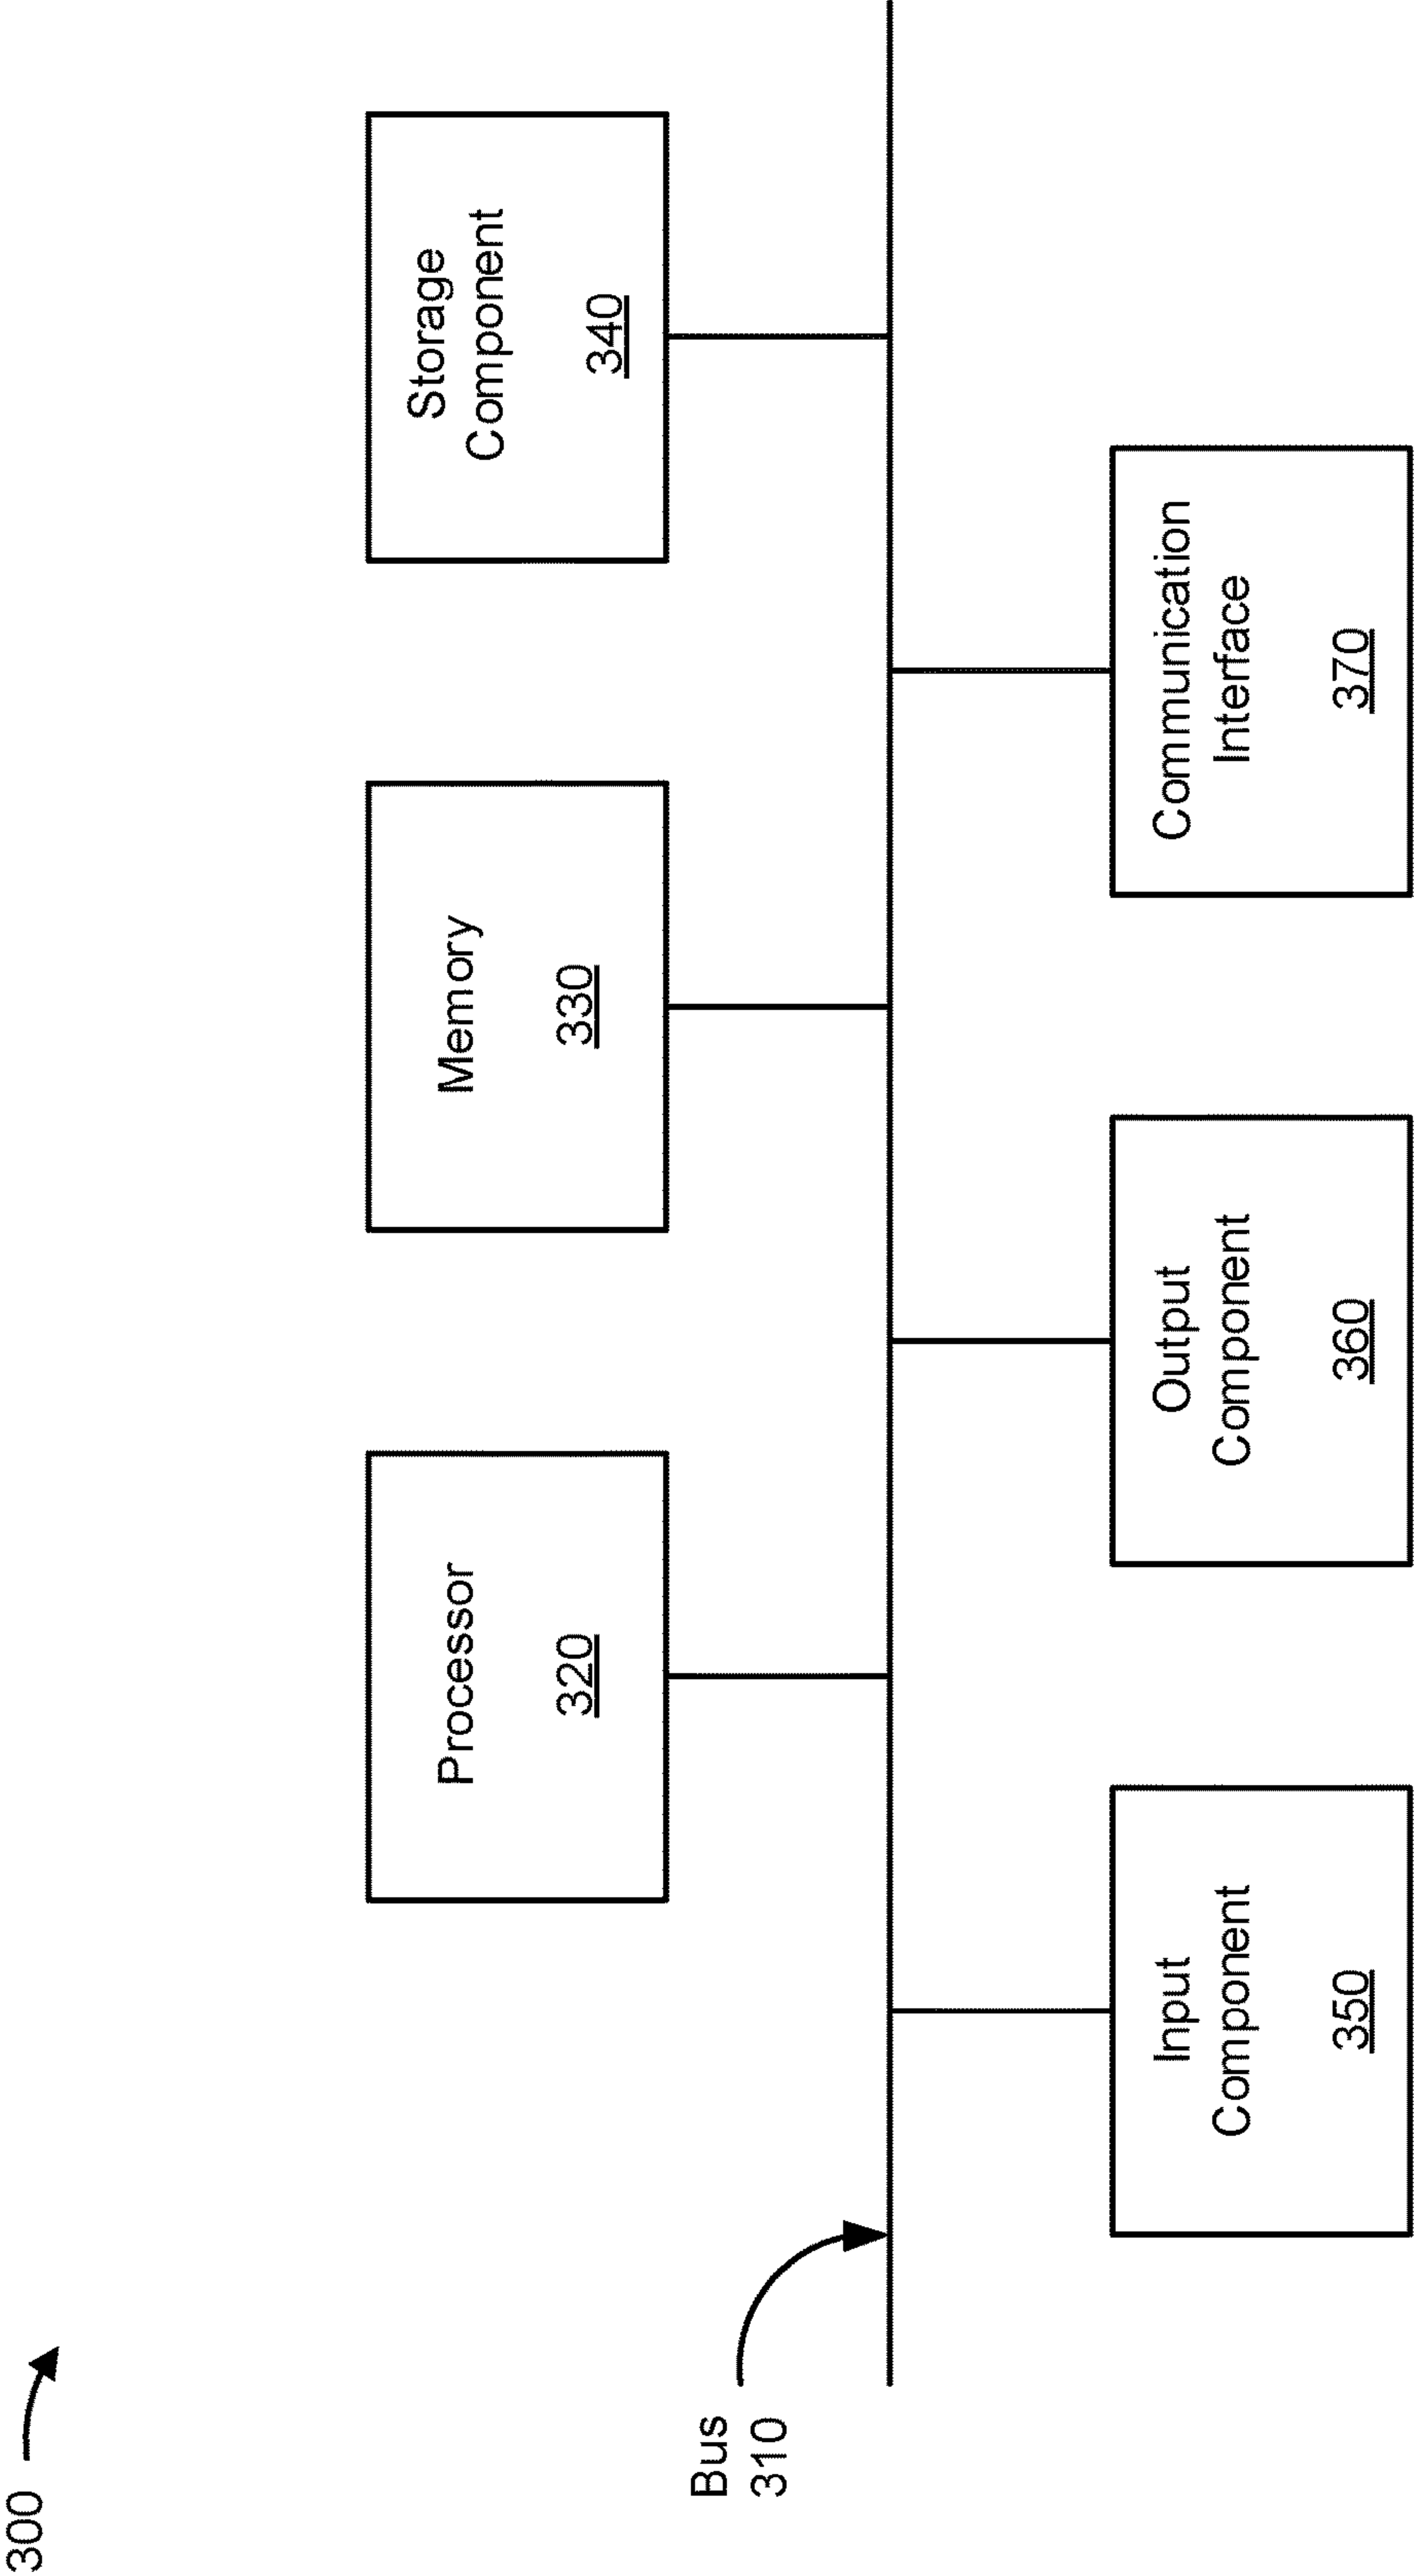 300
Processor
320
Memory
330
Storage
Component
340
Bus
310
Input
Component
350
Output
Component
360
Communication
Interface
370